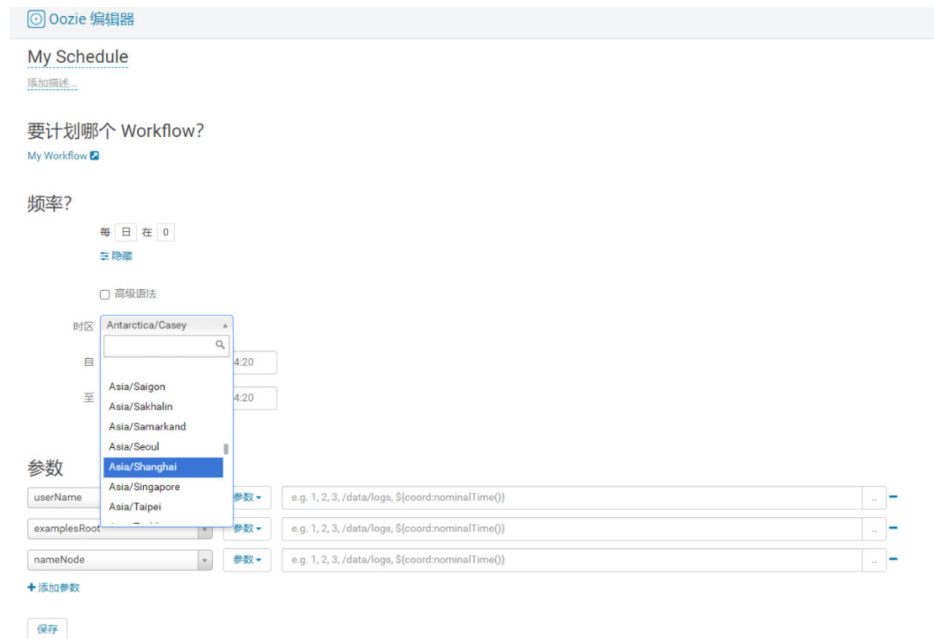 Oozie 编辑器
My Schedule
添加描述...
要计划哪个 Workflow?
My Workflow
频率?
每 日 在 0
隐藏
高级语法
时区 Antarctica/Casey
自 4:20
Asia/Saigon
至 4:20
Asia/Sakhalin
Asia/Samarkand
Asia/Seoul
参数 Asia/Shanghai
Asia/Singapore
userName 参数 e.g. 1, 2, 3, /data/logs, ${coord:nominalTime()} ..
Asia/Taipei
examplesRoot 参数 e.g. 1, 2, 3, /data/logs, ${coord:nominalTime()} ..
nameNode 参数 e.g. 1, 2, 3, /data/logs, ${coord:nominalTime()} ..
+ 添加参数
保存